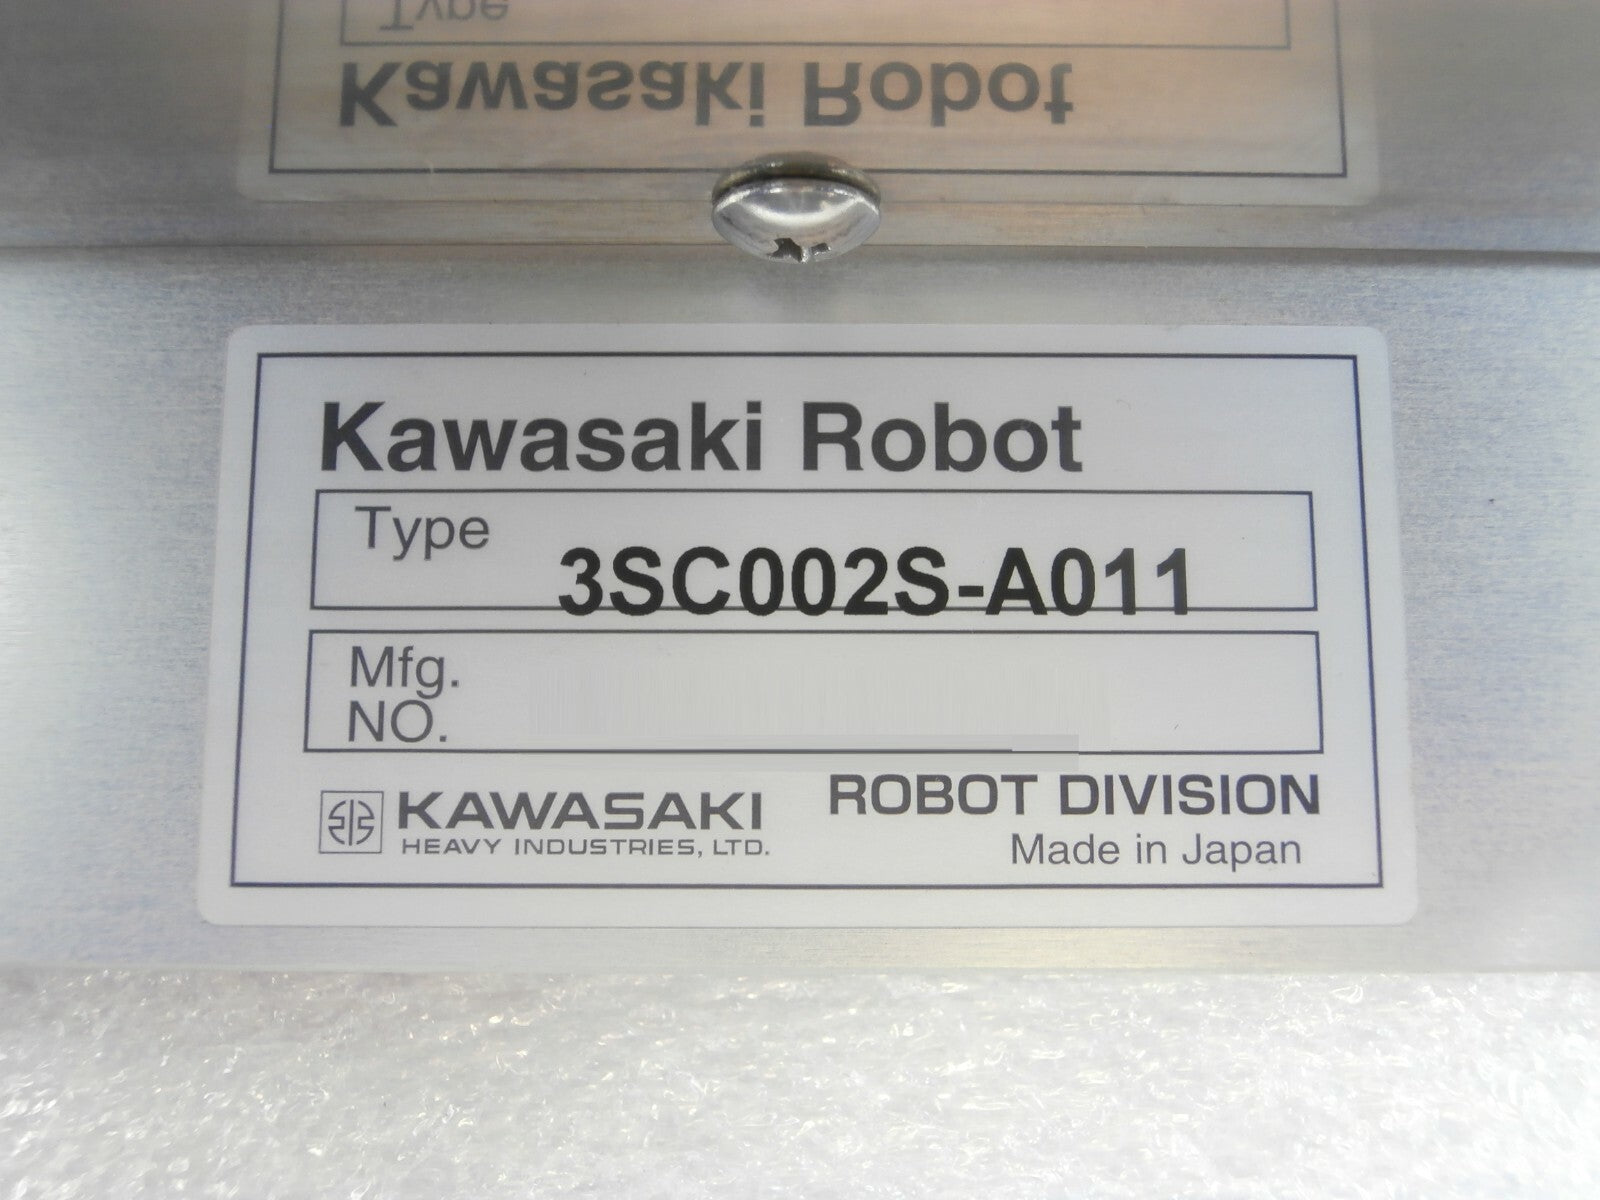 Type
Kawasaki Robot
Kawasaki Robot
Type
3SC002S-A011
Mfg.
NO.
KAWASAKI
HEAVY INDUSTRIES, LTD.
ROBOT DIVISION
Made in Japan